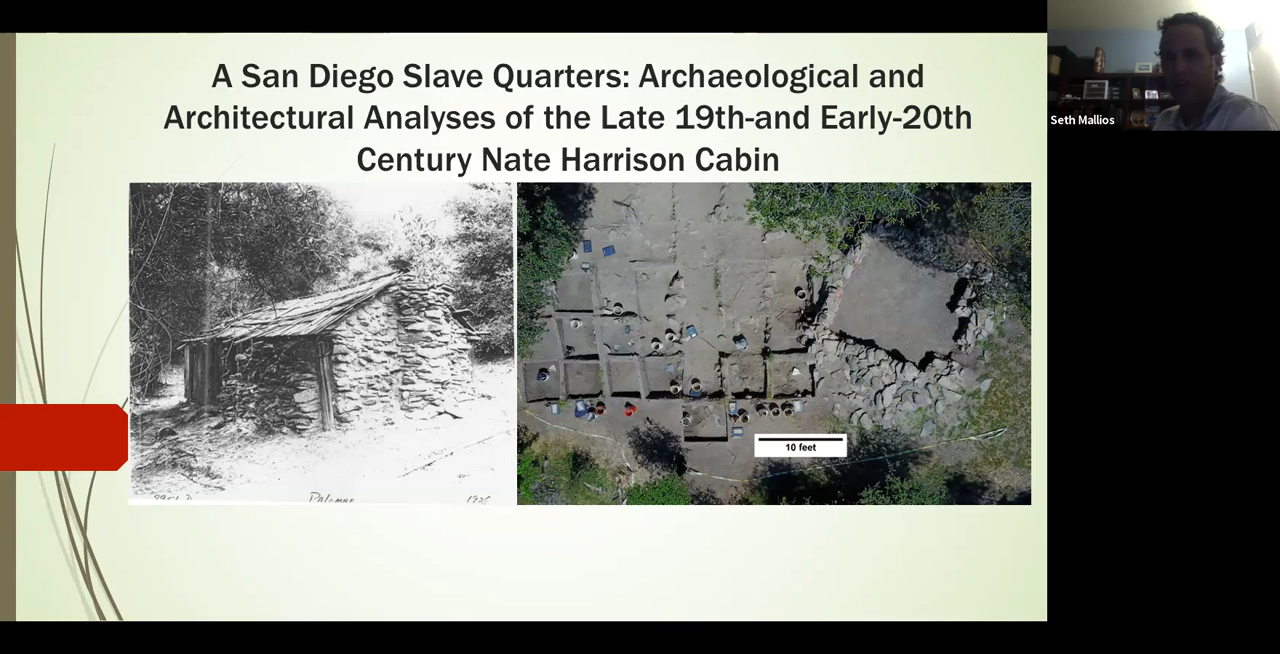 A San Diego Slave Quarters: Archaeological and
Architectural Analyses of the Late 19th-and Early-20th
Century Nate Harrison Cabin
Seth Mallios
10 feet
Palomar